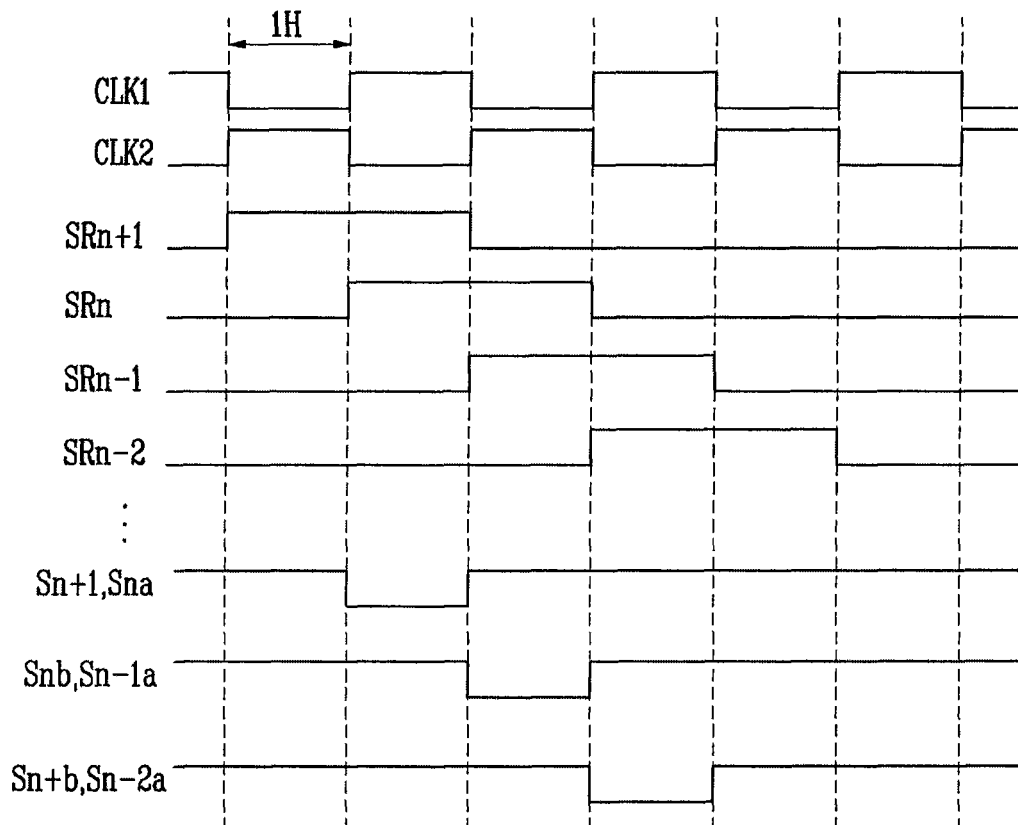 1H
CLK1
CLK2
SRn+1
SRn
SRn-1
SRn-2
Sn+1,Sna
Snb,Sn-1a
Sn+b,Sn-2a